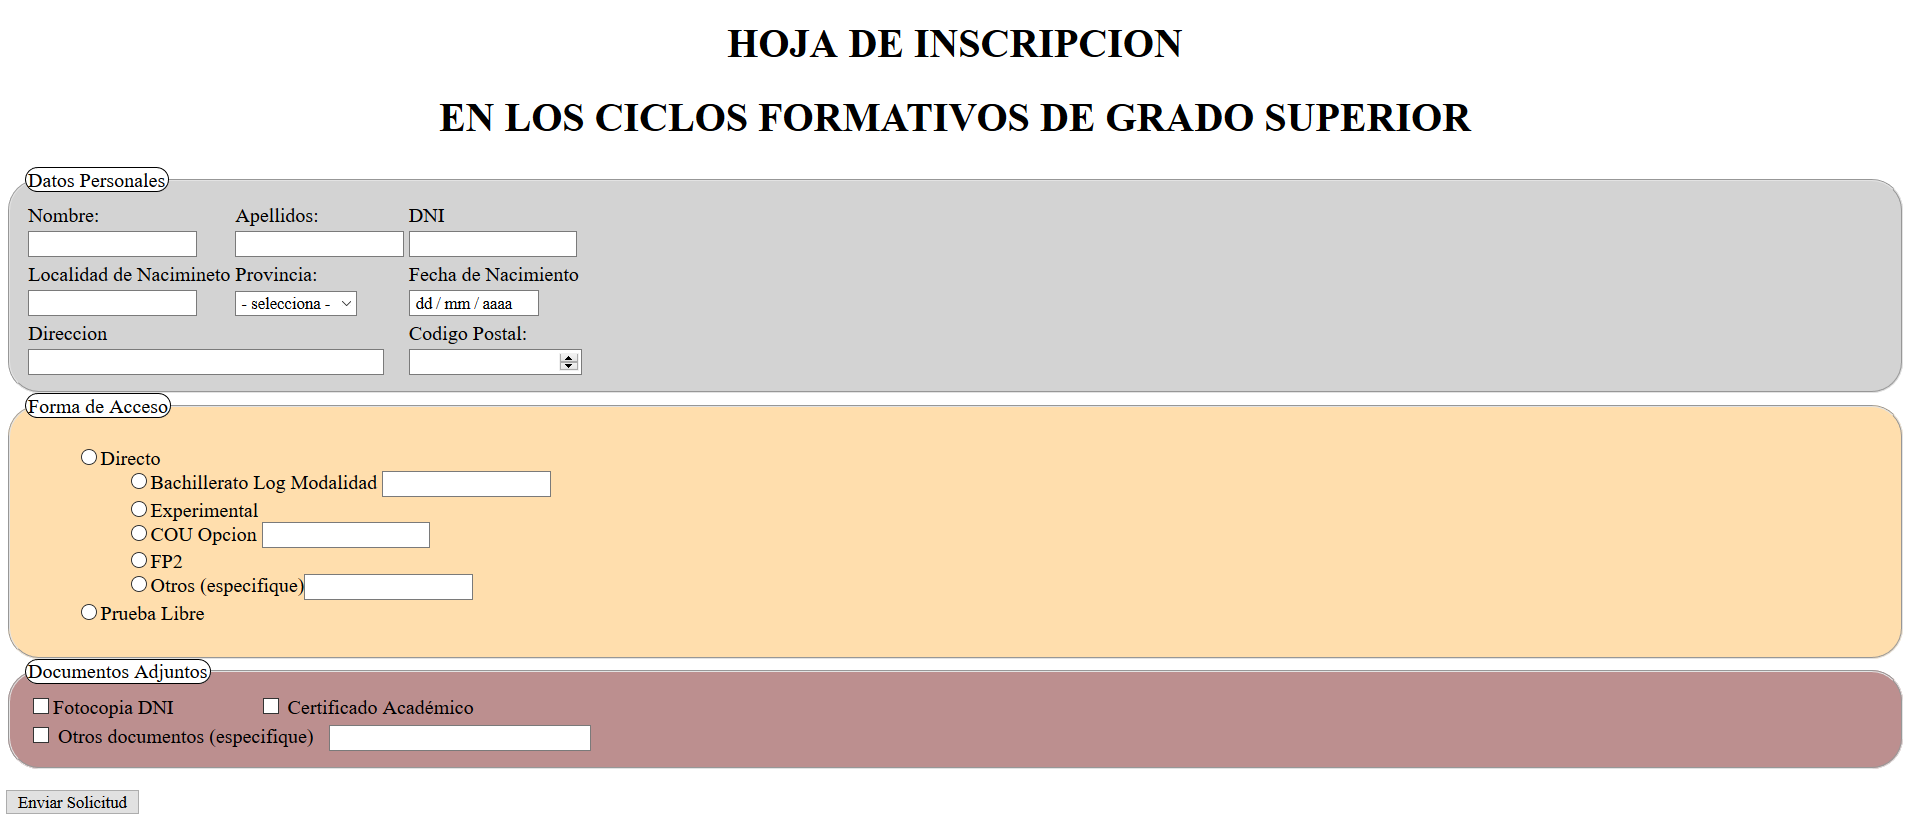 HOJA DE INSCRIPCION
EN LOS CICLOS FORMATIVOS DE GRADO SUPERIOR
Datos Personales
Nombre: Apellidos: DNI
Localidad de Nacimineto Provincia: Fecha de Nacimiento
- selecciona - dd / mm / aaaa
Direccion Codigo Postal:
Forma de Acceso
Directo
Bachillerato Log Modalidad
Experimental
COU Opcion
FP2
Otros (especifique)
Prueba Libre
Documentos Adjuntos
Fotocopia DNI Certificado Académico
Otros documentos (especifique)
Enviar Solicitud